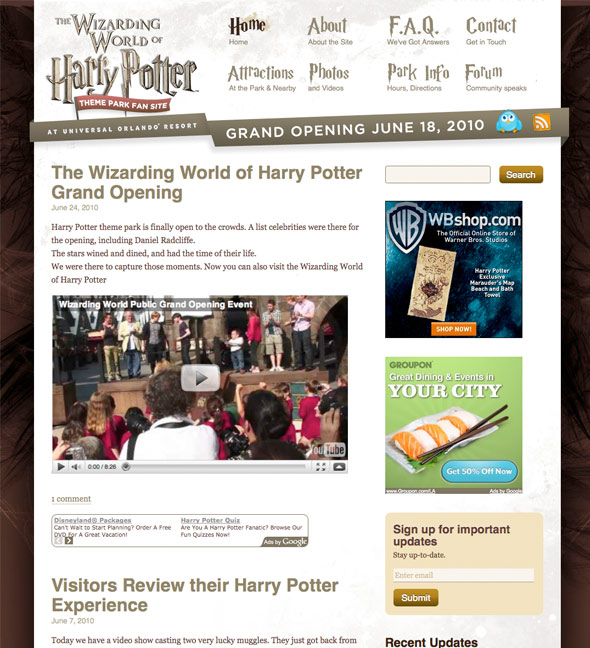 THE WIZARDING
WORLD OF
Harry Potter
THEME PARK FAN SITE
AT UNIVERSAL ORLANDO RESORT
Home
Home
About
About the Site
F.A.Q.
We've Got Answers
Contact
Get in Touch
Attractions
At the Park & Nearby
Photos
and Videos
Park Info
Hours, Directions
Forum
Community speaks
GRAND OPENING JUNE 18, 2010
The Wizarding World of Harry Potter
Grand Opening
June 24, 2010
Harry Potter theme park is finally open to the crowds. A list celebrities were there for
the opening, including Daniel Radcliffe.
The stars wined and dined, and had the time of their life.
We were there to capture those moments. Now you can also visit the Wizarding World
of Harry Potter
Wizarding World Public Grand Opening Event
YouTube
0:00 / 8:26
1 comment
Disneyland® Packages
Can't Wait to Start Planning? Order A Free
DVD For A Great Vacation!
Harry Potter Quiz
Are You A Harry Potter Fanatic? Browse Our
Fun Quizzes Now!
Ads by Google
Visitors Review their Harry Potter
Experience
June 7, 2010
Today we have a video show casting two very lucky muggles. They just got back from
Search
WB
WBshop.com
The Official Online Store of
Warner Bros. Studios
Harry Potter
Exclusive
Marauder's Map
Beach and Bath
Towel
SHOP NOW!
GROUPON
Great Dining & Events in
YOUR CITY
Get 50% Off Now
www.Groupon.com/LA
Ads by Google
Sign up for important
updates
Stay up-to-date.
Enter email
Submit
Recent Updates